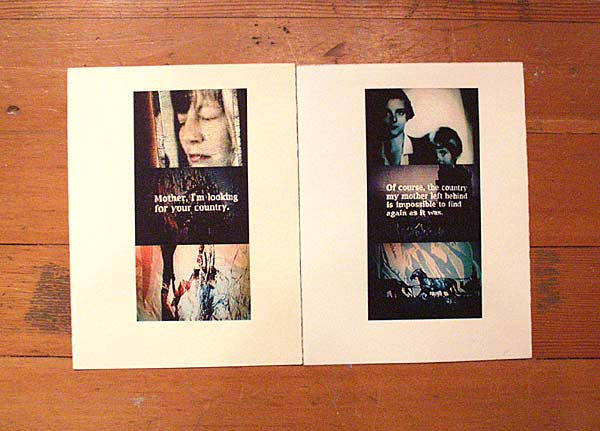 Mother, I'm looking
for your country.
Of course, the country
my mother left behind
is impossible to find
again as it was.